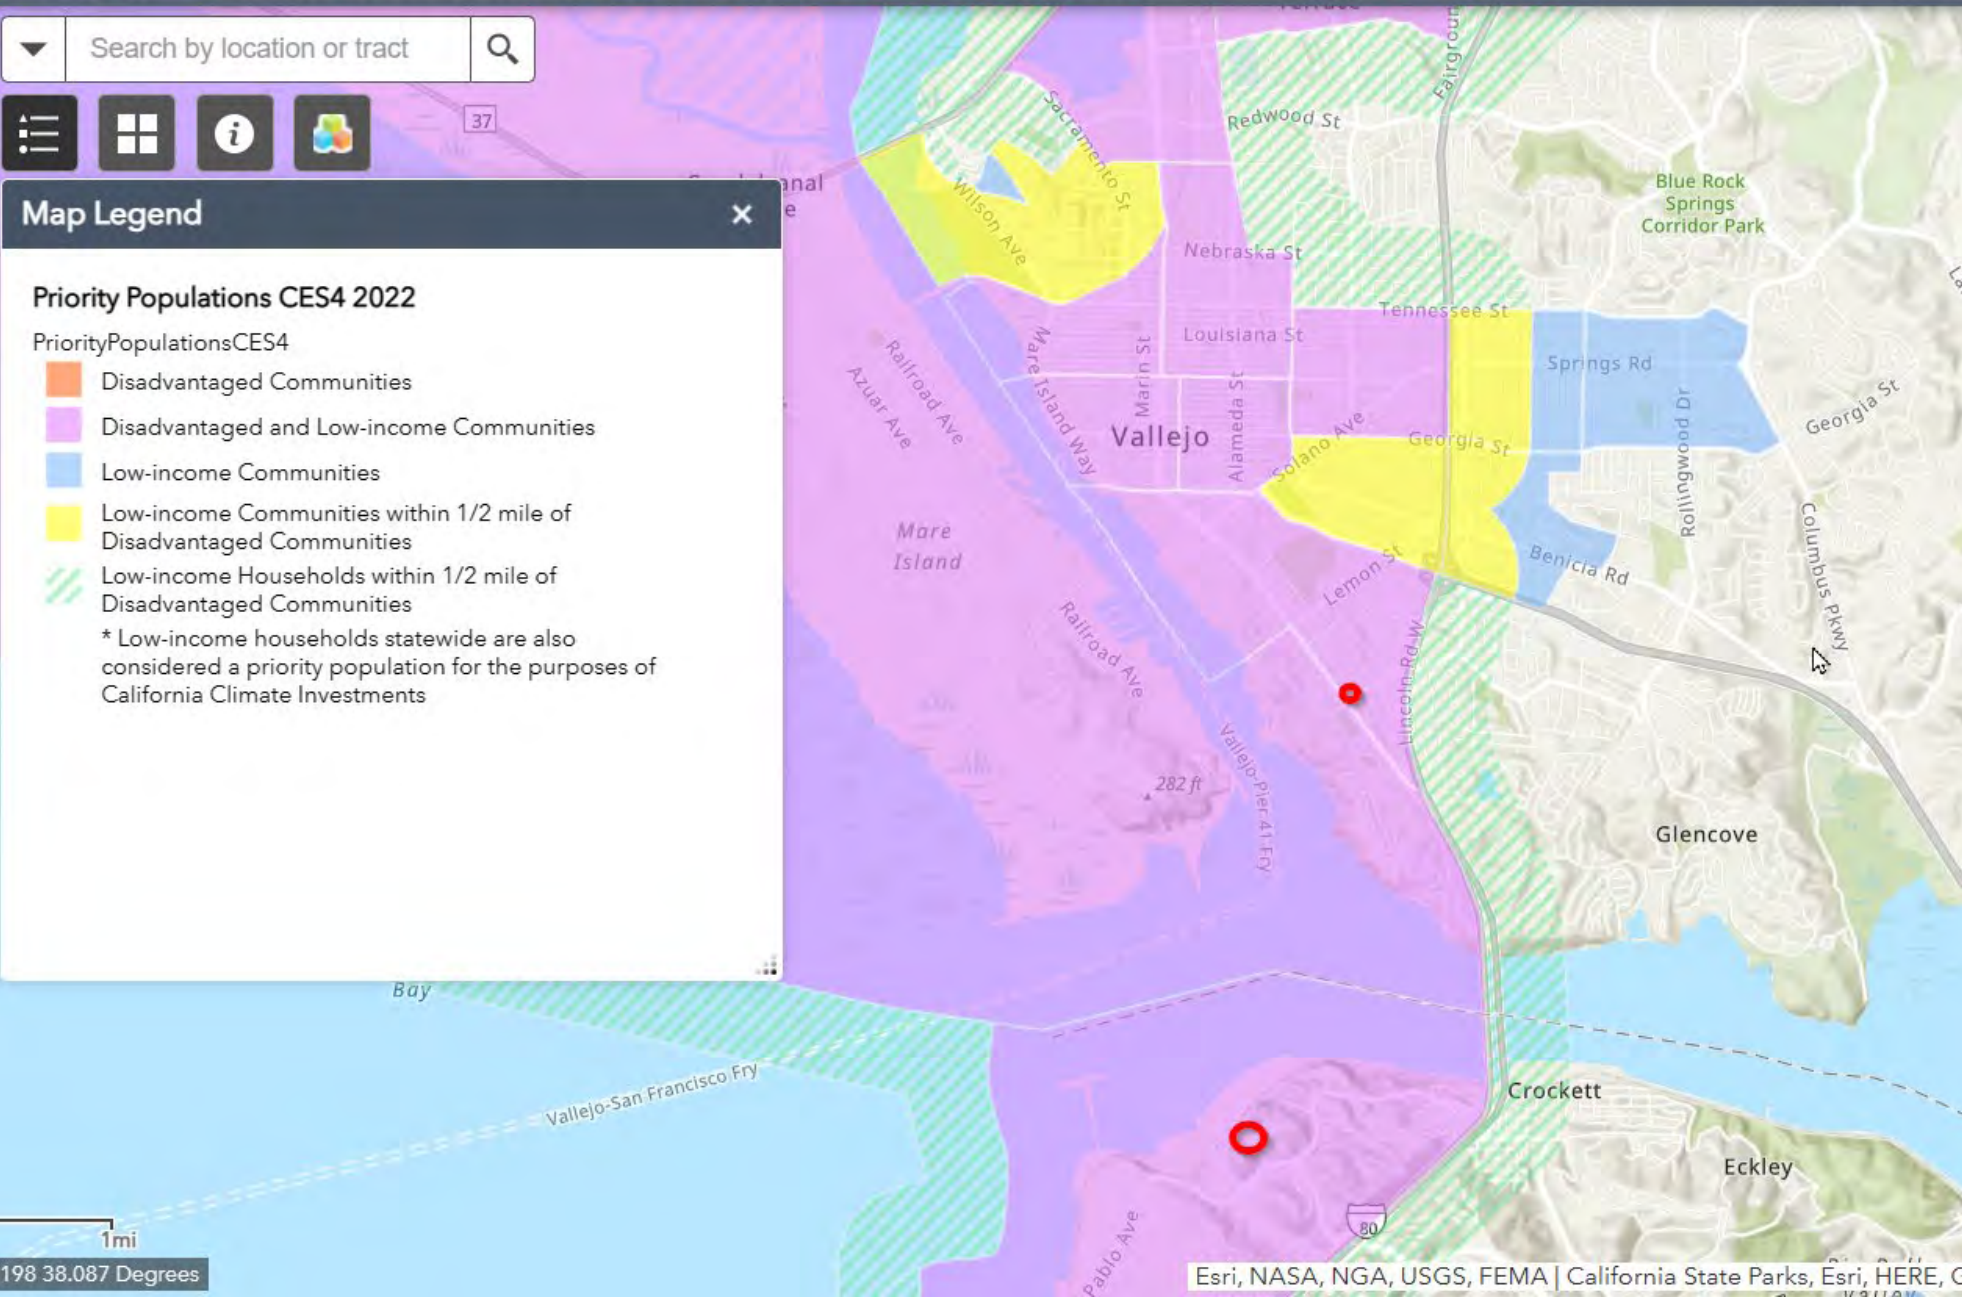 Search by location or tract
37
Map Legend
Priority Populations CES4 2022
PriorityPopulationsCES4
Disadvantaged Communities
Disadvantaged and Low-income Communities
Low-income Communities
Low-income Communities within 1/2 mile of
Disadvantaged Communities
Low-income Households within 1/2 mile of
Disadvantaged Communities
* Low-income households statewide are also
considered a priority population for the purposes of
California Climate Investments
Sacramento St
Redwood St
Wilson Ave
Blue Rock
Springs
Corridor Park
Nebraska St
Tennessee St
Louisiana St
Mare Island Way
Marin St
Railroad Ave
Azuar Ave
Springs Rd
Rollingwood Dr
Georgia St
Vallejo
Alameda St
Solano Ave
Georgia St
Mare
Island
Lemon St
Benicia Rd
Columbus Pkwy
Railroad Ave
Lincoln Rd W
282 ft
Vallejo-Pier 41 Fry
Glencove
Bay
Vallejo-San Francisco Fry
Crockett
Eckley
Pablo Ave
80
1mi
198 38.087 Degrees
Esri, NASA, NGA, USGS, FEMA | California State Parks, Esri, HERE,